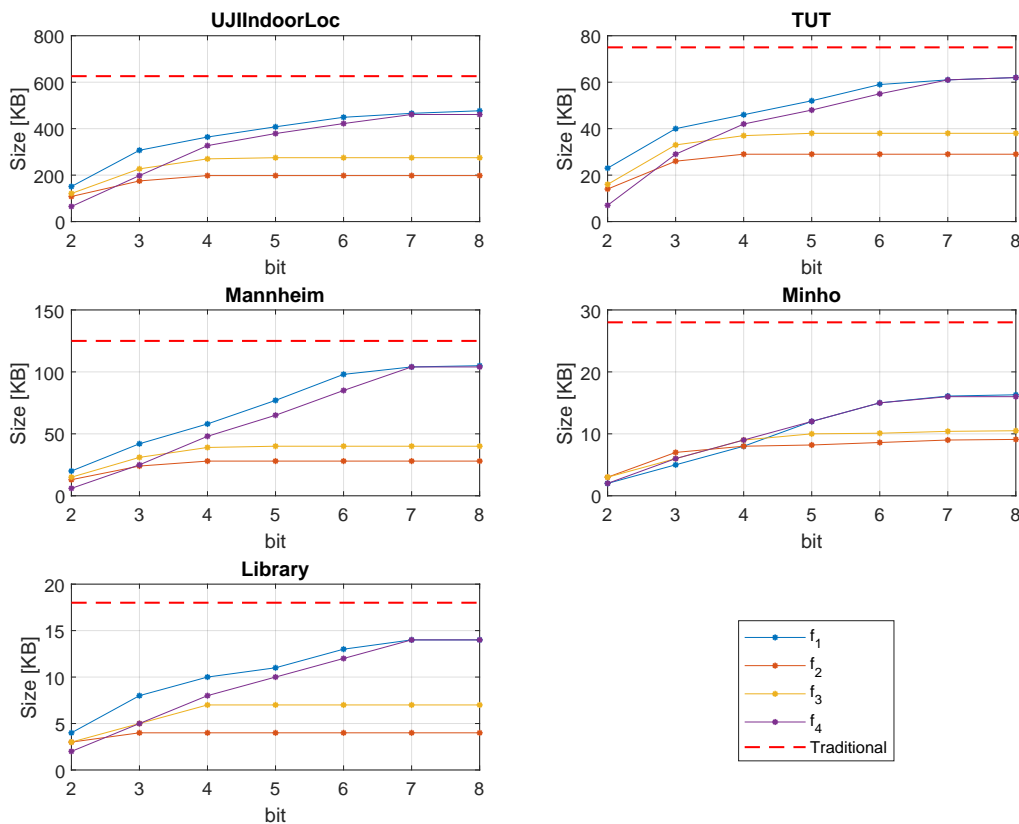 UJIIndoorLoc
800
600
400
200
0
Size [KB]
2 3 4 5 6 7 8
bit
TUT
80
60
40
20
0
Size [KB]
2 3 4 5 6 7 8
bit
Mannheim
150
100
50
0
Size [KB]
2 3 4 5 6 7 8
bit
Minho
30
20
10
0
Size [KB]
2 3 4 5 6 7 8
bit
Library
20
15
10
5
0
Size [KB]
2 3 4 5 6 7 8
bit
f_1
f_2
f_3
f_4
Traditional